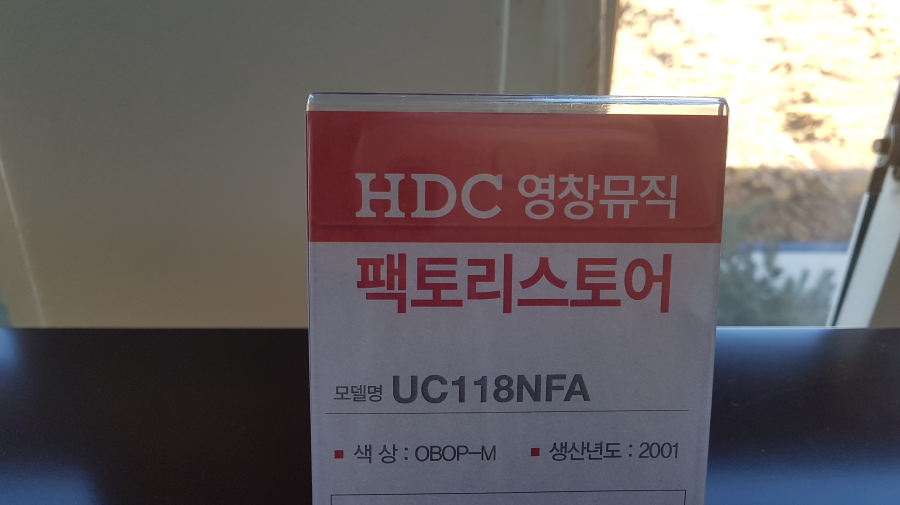 HDC 영창뮤직
팩토리스토어
모델명 UC118NFA
▪ 색 상 : OBOP-M ▪ 생산년도 : 2001